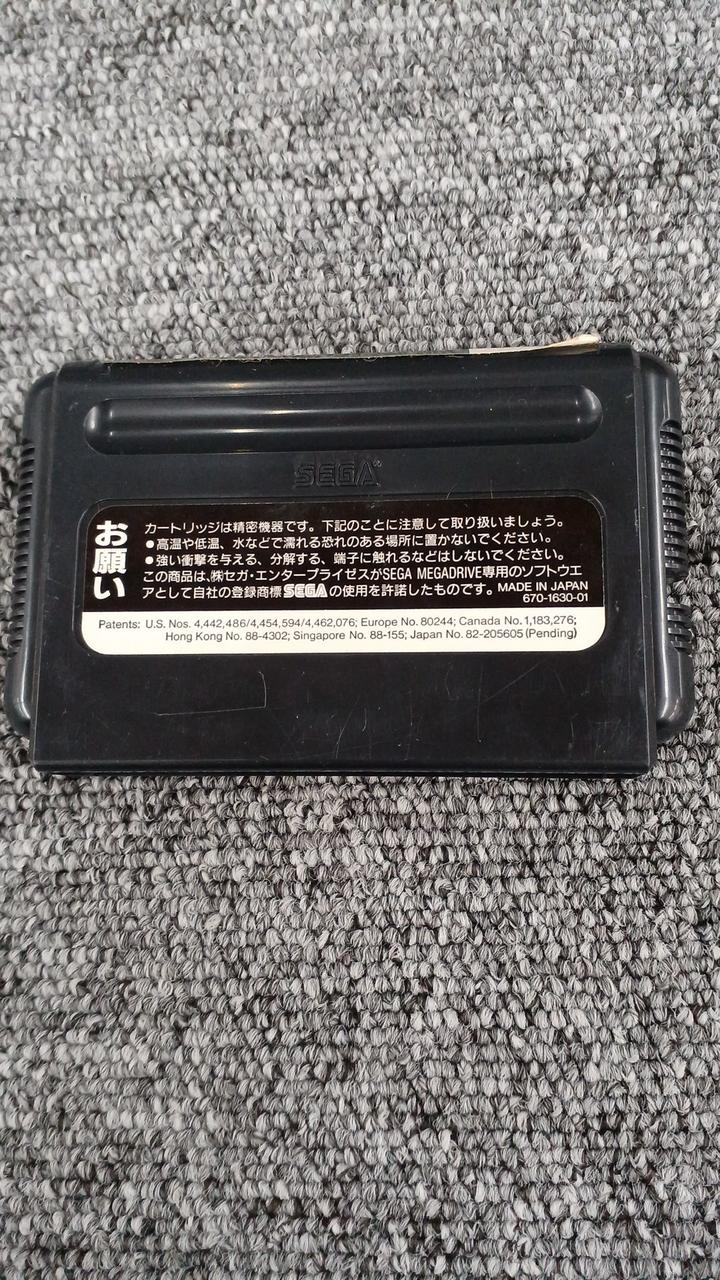 SEGA
お願い
カートリッジは精密機器です。下記のことに注意して取り扱いましょう。
●高温や低温、水などで濡れる恐れのある場所に置かないでください。
●強い衝撃を与える、分解する、端子に触れるなどはしないでください。
この商品は、㈱セガ・エンタープライゼスがSEGA MEGADRIVE専用のソフトウエ
アとして自社の登録商標SEGAの使用を許諾したものです。MADE IN JAPAN
670-1630-01
Patents: U.S. Nos. 4,442,486/4,454,594/4,462,076; Europe No. 80244; Canada No. 1,183,276;
Hong Kong No. 88-4302; Singapore No. 88-155; Japan No. 82-205605 (Pending)